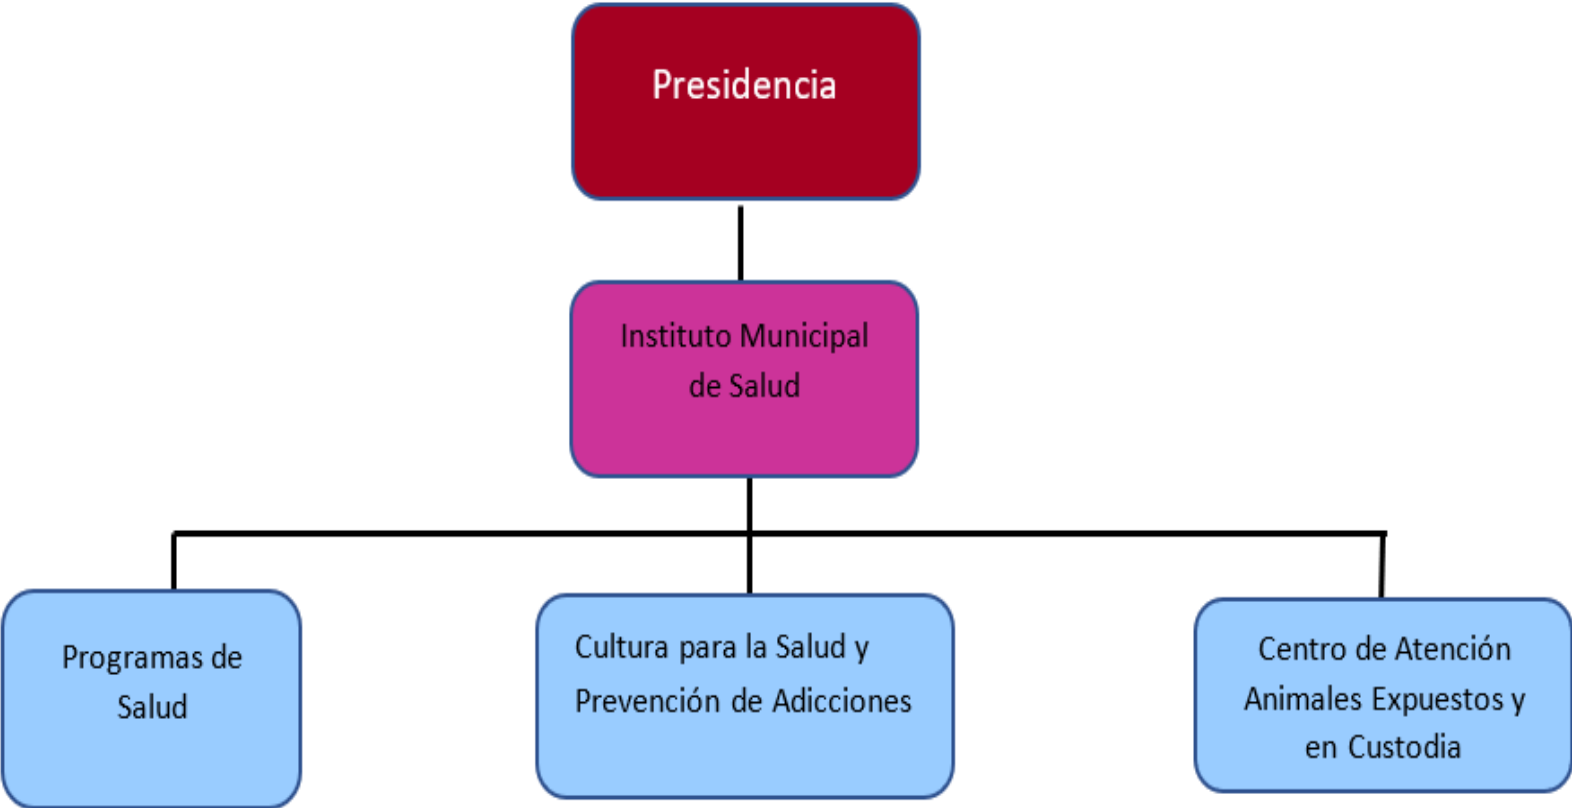 Presidencia
Instituto Municipal
de Salud
Programas de
Salud
Cultura para la Salud y
Prevención de Adicciones
Centro de Atención
Animales Expuestos y
en Custodia